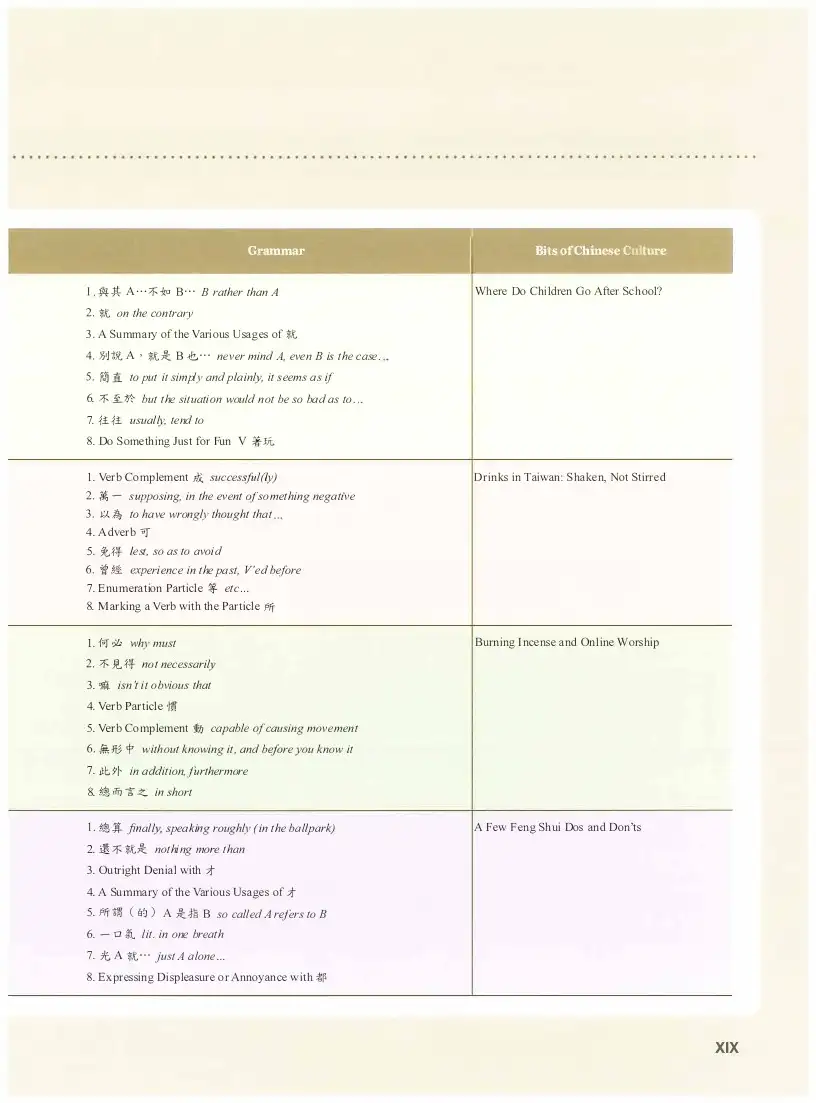 Grammar
Bits of Chinese Culture
1. 與其 A…不如 B… B rather than A
2. 就 on the contrary
3. A Summary of the Various Usages of 就
4. 別說 A，就是 B 也… never mind A, even B is the case...
5. 簡直 to put it simply and plainly, it seems as if
6. 不至於 but the situation would not be so bad as to...
7. 往往 usually, tend to
8. Do Something Just for Fun V 著玩
Where Do Children Go After School?
1. Verb Complement 成 successful(ly)
2. 萬一 supposing, in the event of something negative
3. 以為 to have wrongly thought that...
4. Adverb 可
5. 免得 lest, so as to avoid
6. 曾經 experience in the past, V'ed before
7. Enumeration Particle 等 etc...
8. Marking a Verb with the Particle 所
Drinks in Taiwan: Shaken, Not Stirred
1. 何必 why must
2. 不見得 not necessarily
3. 嘛 isn't it obvious that
4. Verb Particle 慣
5. Verb Complement 動 capable of causing movement
6. 無形中 without knowing it, and before you know it
7. 此外 in addition, furthermore
8. 總而言之 in short
Burning Incense and Online Worship
1. 總算 finally, speaking roughly (in the ballpark)
2. 還不就是 nothing more than
3. Outright Denial with 才
4. A Summary of the Various Usages of 才
5. 所謂（的）A 是指 B so called A refers to B
6. 一口氣 lit. in one breath
7. 光 A 就… just A alone...
8. Expressing Displeasure or Annoyance with 都
A Few Feng Shui Dos and Don'ts
XIX